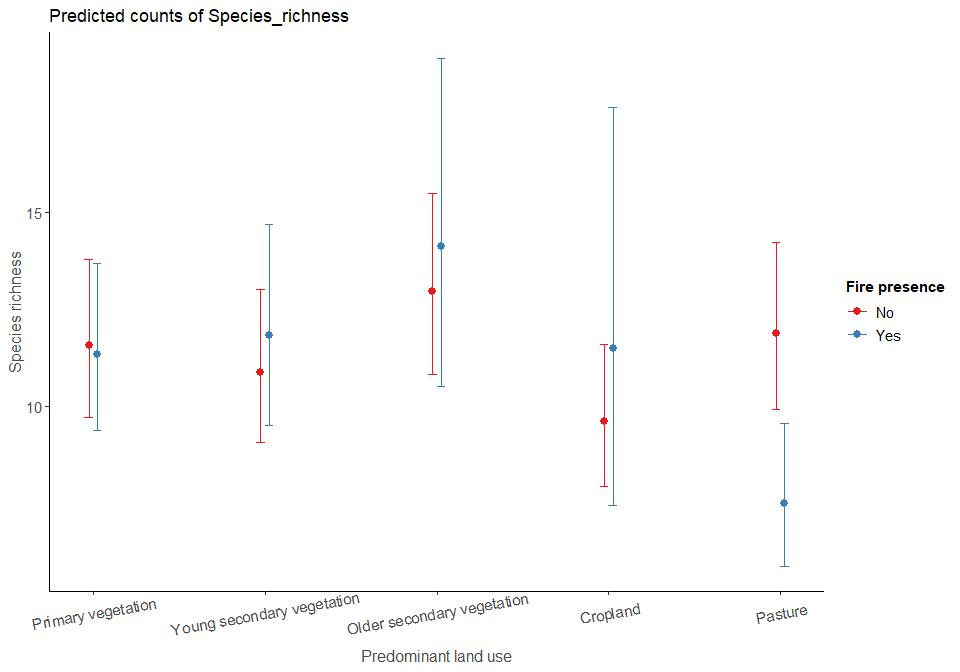 Predicted counts of Species_richness
Species richness
15
10
Primary vegetation
Young secondary vegetation
Older secondary vegetation
Cropland
Pasture
Predominant land use
Fire presence
No
Yes